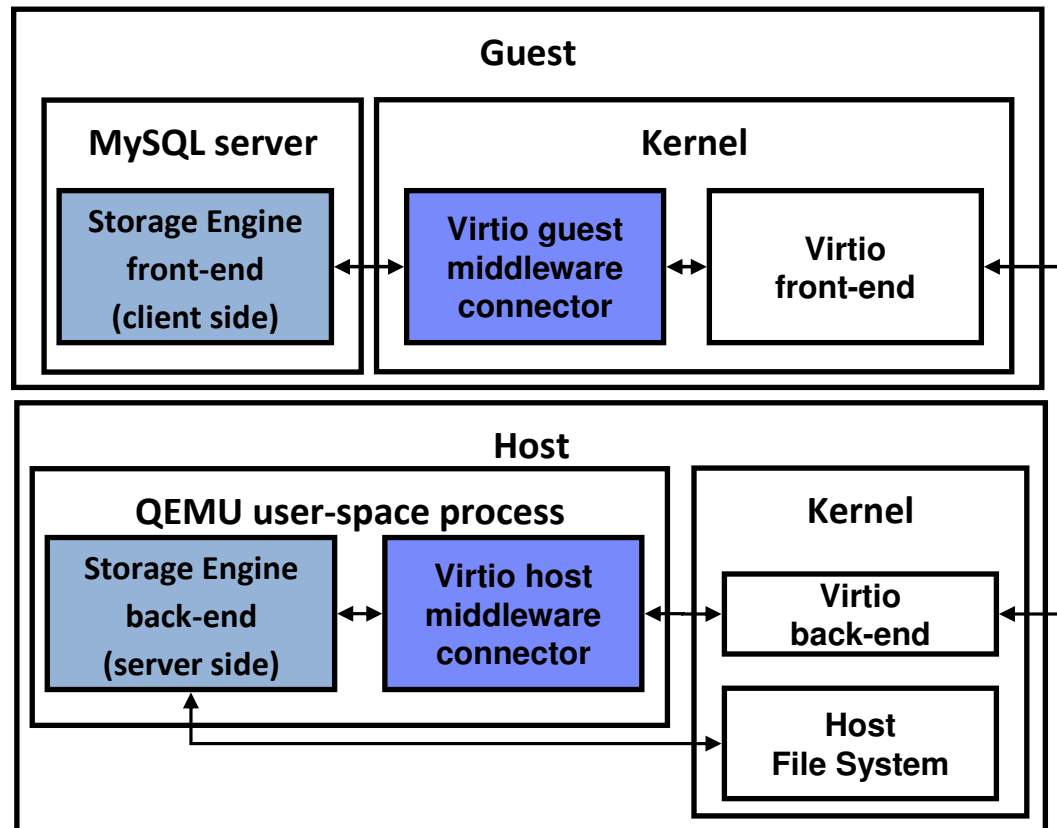 Guest
MySQL server
Kernel
Storage Engine
front-end
(client side)
Virtio guest
middleware
connector
Virtio
front-end
Host
QEMU user-space process
Kernel
Storage Engine
back-end
(server side)
Virtio host
middleware
connector
Virtio
back-end
Host
File System